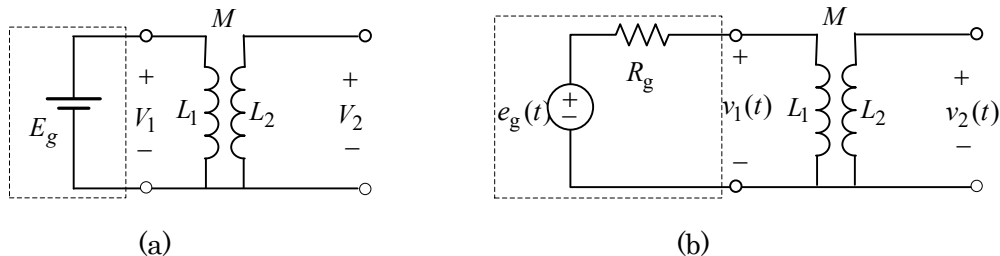 M
+
+
E_g
V_1
L_1
L_2
V_2
−
−
(a)
M
R_g
+
+
e_g(t)
+
−
v_1(t)
L_1
L_2
v_2(t)
−
−
(b)